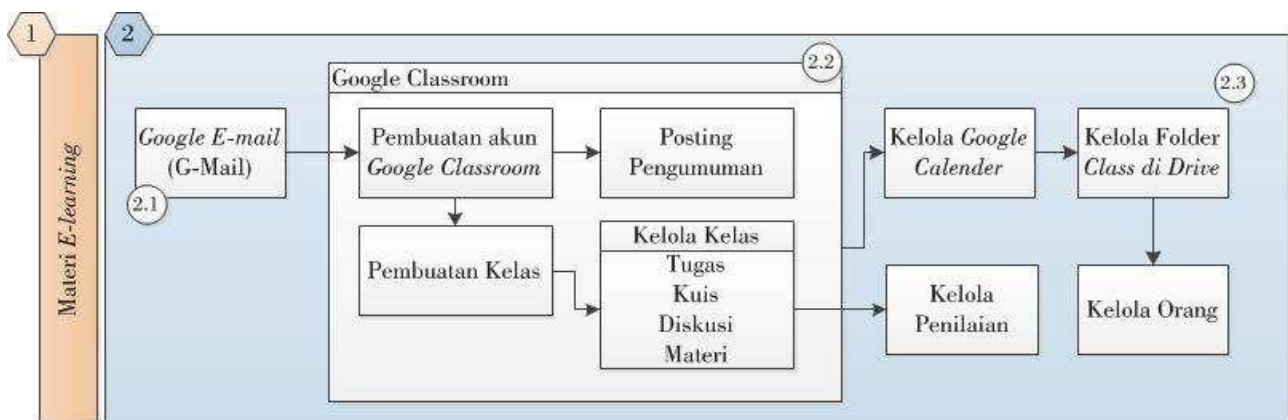 1
Materi E-learning
2
Google E-mail
(G-Mail)
2.1
Google Classroom
2.2
Pembuatan akun
Google Classroom
Posting
Pengumuman
Pembuatan Kelas
Kelola Kelas
Tugas
Kuis
Diskusi
Materi
Kelola Google
Calender
2.3
Kelola Folder
Class di Drive
Kelola
Penilaian
Kelola Orang